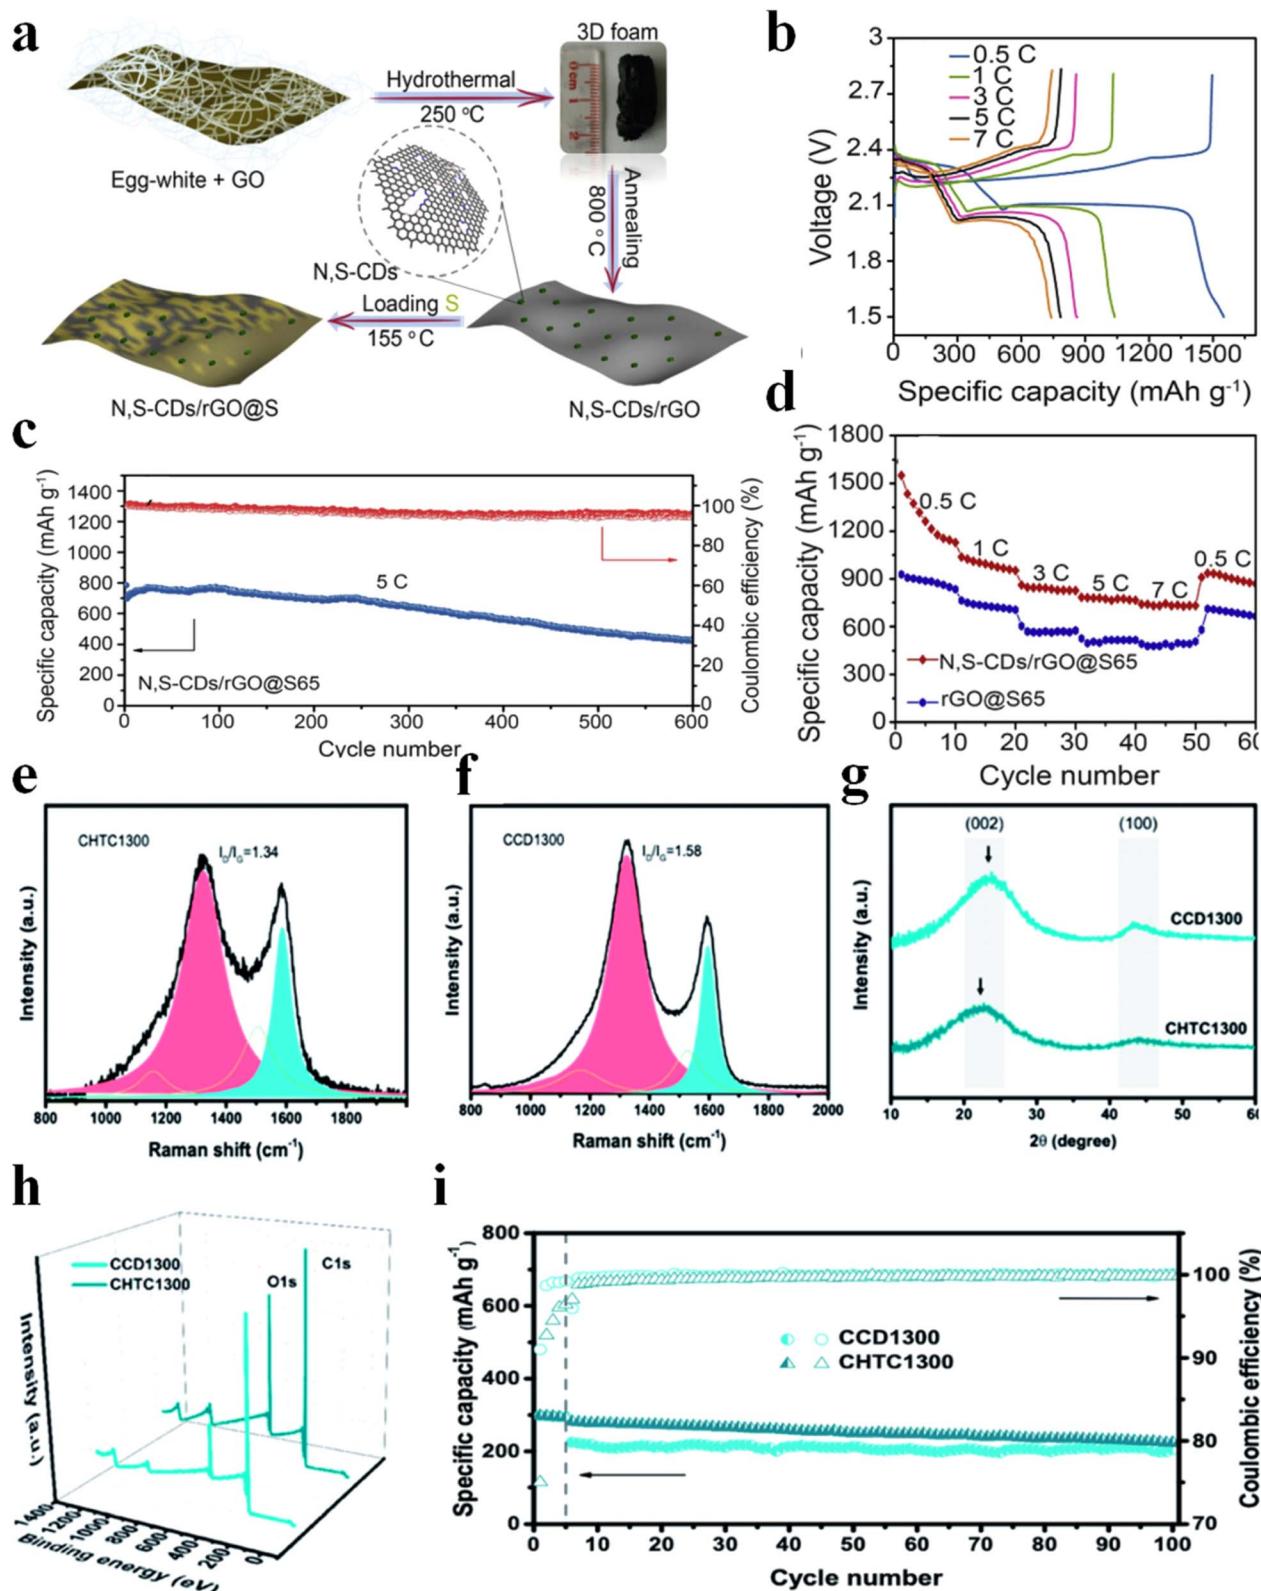 a
Egg-white + GO
Hydrothermal
250 °C
3D foam
0 cm 1 2
Annealing
800 °C
N,S-CDs
Loading S
155 °C
N,S-CDs/rGO@S
N,S-CDs/rGO
b
Voltage (V)
3
2.7
2.4
2.1
1.8
1.5
0.5 C
1 C
3 C
5 C
7 C
0 300 600 900 1200 1500
Specific capacity (mAh g⁻¹)
c
Specific capacity (mAh g⁻¹)
1400
1200
1000
800
600
400
200
0
5 C
N,S-CDs/rGO@S65
100
80
60
40
20
0
Coulombic efficiency (%)
0 100 200 300 400 500 600
Cycle number
d
Specific capacity (mAh g⁻¹)
1800
1500
1200
900
600
300
0
0.5 C
1 C
3 C
5 C
7 C
0.5 C
N,S-CDs/rGO@S65
rGO@S65
0 10 20 30 40 50
Cycle number
e
Intensity (a.u.)
CHTC1300
I_D/I_G=1.34
800 1000 1200 1400 1600 1800
Raman shift (cm⁻¹)
f
Intensity (a.u.)
CCD1300
I_D/I_G=1.58
800 1000 1200 1400 1600 1800 2000
Raman shift (cm⁻¹)
g
Intensity (a.u.)
(002)
(100)
CCD1300
CHTC1300
10 20 30 40 50
2θ (degree)
h
CCD1300
CHTC1300
O1s
C1s
Intensity (a.u.)
1400 1200 1000 800 600 400 200 0
Binding energy (eV)
i
Specific capacity (mAh g⁻¹)
800
600
400
200
0
CCD1300
CHTC1300
100
90
80
70
Coulombic efficiency (%)
0 10 20 30 40 50 60 70 80 90 100
Cycle number